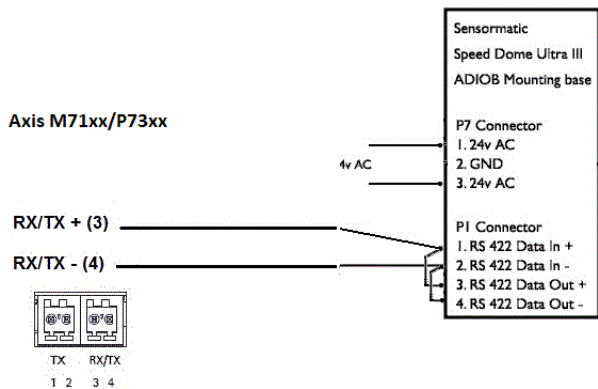 Sensormatic
Speed Dome Ultra III
ADIOB Mounting base
Axis M71xx/P73xx
P7 Connector
1. 24v AC
4v AC
2. GND
3. 24v AC
RX/TX + (3)
P1 Connector
1. RS 422 Data In +
RX/TX - (4)
2. RS 422 Data In -
3. RS 422 Data Out +
4. RS 422 Data Out -
TX RX/TX
1 2 3 4